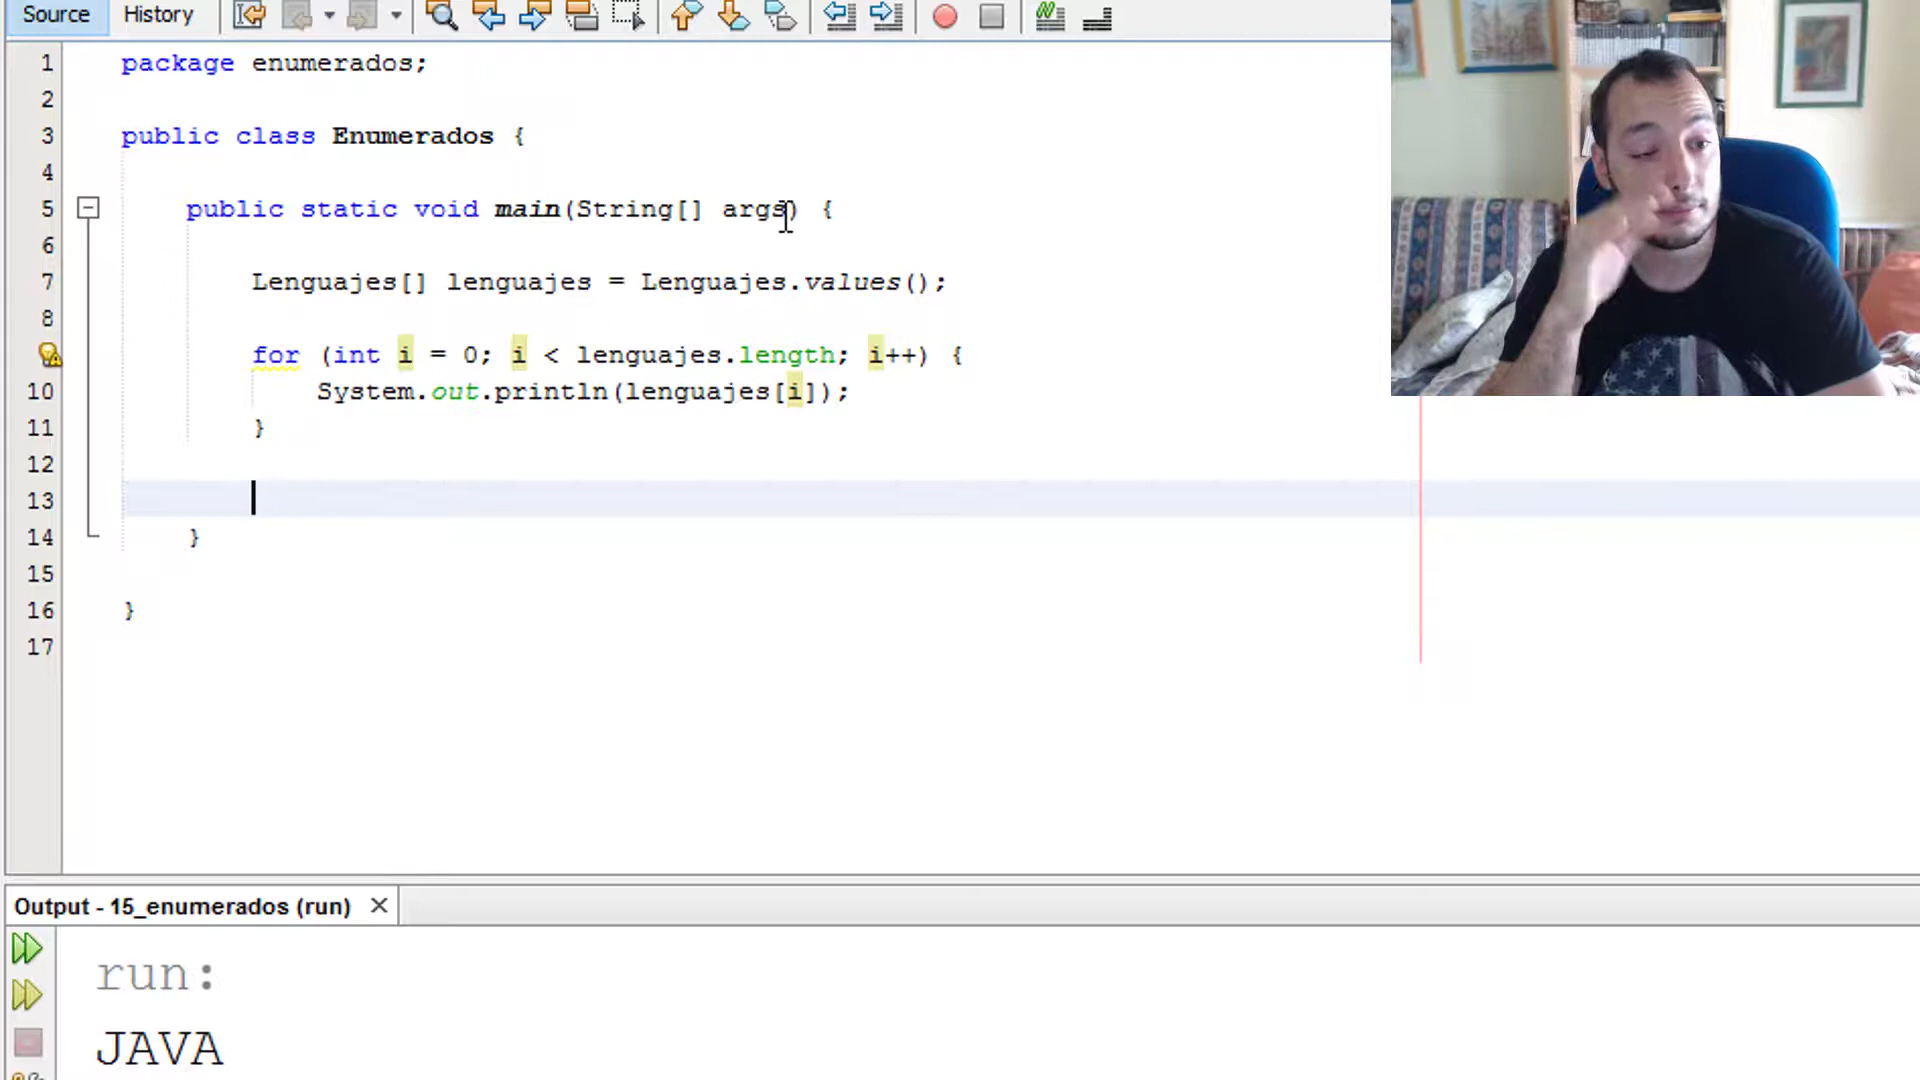 Source History
1 package enumerados;
2
3 public class Enumerados {
4
5 public static void main(String[] args) {
6
7 Lenguajes[] lenguajes = Lenguajes.values();
8
for (int i = 0; i < lenguajes.length; i++) {
10 System.out.println(lenguajes[i]);
11 }
12
13
14 }
15
16 }
17
Output - 15_enumerados (run)
run:
JAVA